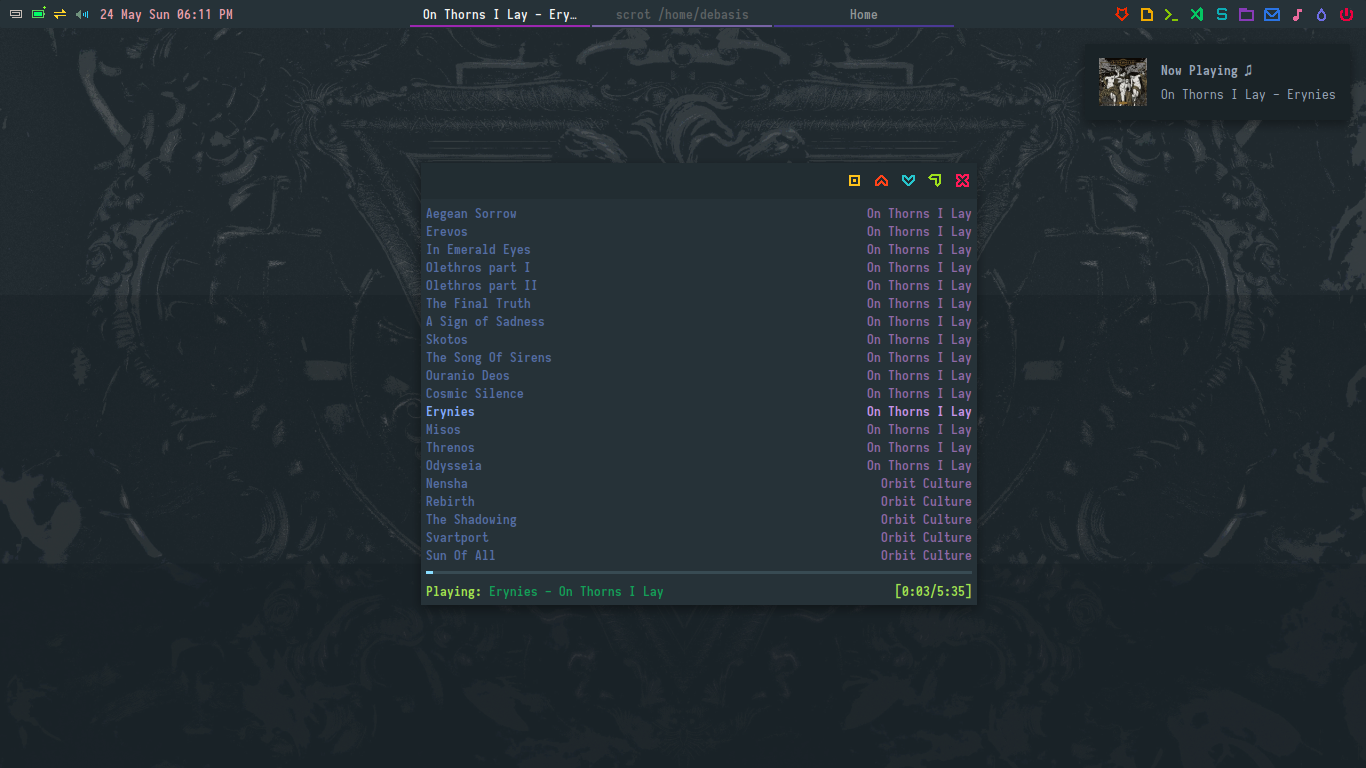 24 May Sun 06:11 PM
On Thorns I Lay - Ery…
scrot /home/debasis
Home
Now Playing ♫
On Thorns I Lay - Erynies
Aegean Sorrow On Thorns I Lay
Erevos On Thorns I Lay
In Emerald Eyes On Thorns I Lay
Olethros part I On Thorns I Lay
Olethros part II On Thorns I Lay
The Final Truth On Thorns I Lay
A Sign of Sadness On Thorns I Lay
Skotos On Thorns I Lay
The Song Of Sirens On Thorns I Lay
Ouranio Deos On Thorns I Lay
Cosmic Silence On Thorns I Lay
Erynies On Thorns I Lay
Misos On Thorns I Lay
Threnos On Thorns I Lay
Odysseia On Thorns I Lay
Nensha Orbit Culture
Rebirth Orbit Culture
The Shadowing Orbit Culture
Svartport Orbit Culture
Sun Of All Orbit Culture
Playing: Erynies - On Thorns I Lay [0:03/5:35]